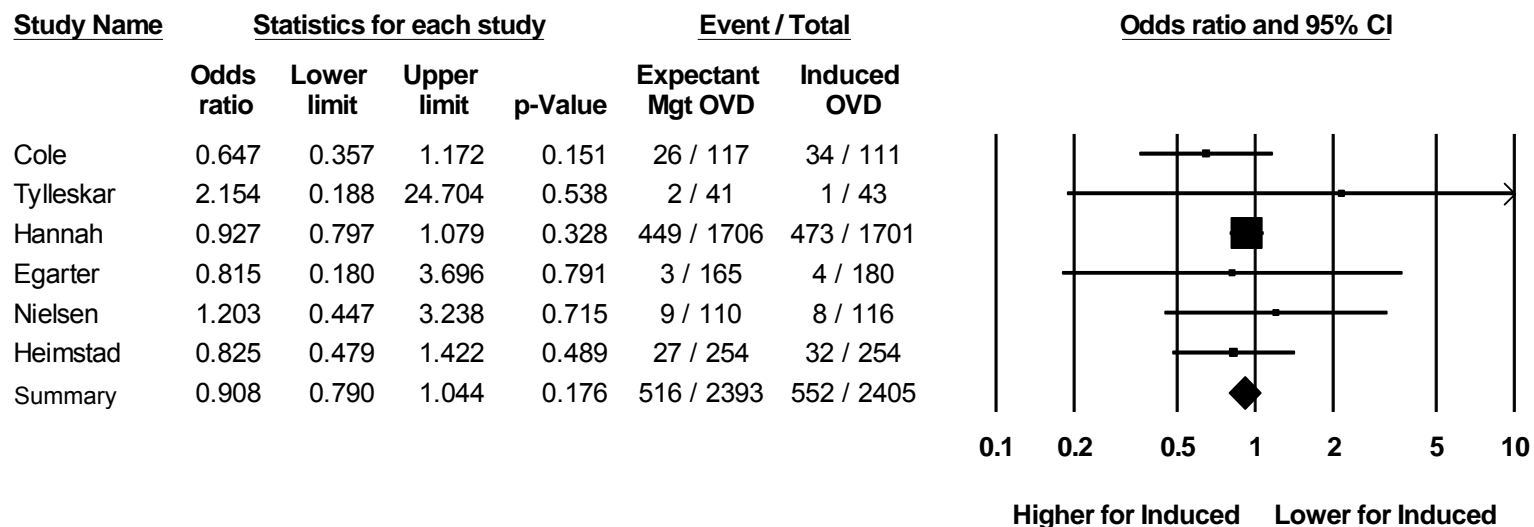 Study Name Statistics for each study Event / Total Odds ratio and 95% CI
Odds ratio Lower limit Upper limit p-Value Expectant Mgt OVD Induced OVD
Cole 0.647 0.357 1.172 0.151 26 / 117 34 / 111
Tylleskar 2.154 0.188 24.704 0.538 2 / 41 1 / 43
Hannah 0.927 0.797 1.079 0.328 449 / 1706 473 / 1701
Egarter 0.815 0.180 3.696 0.791 3 / 165 4 / 180
Nielsen 1.203 0.447 3.238 0.715 9 / 110 8 / 116
Heimstad 0.825 0.479 1.422 0.489 27 / 254 32 / 254
Summary 0.908 0.790 1.044 0.176 516 / 2393 552 / 2405
0.1 0.2 0.5 1 2 5 10
Higher for Induced Lower for Induced